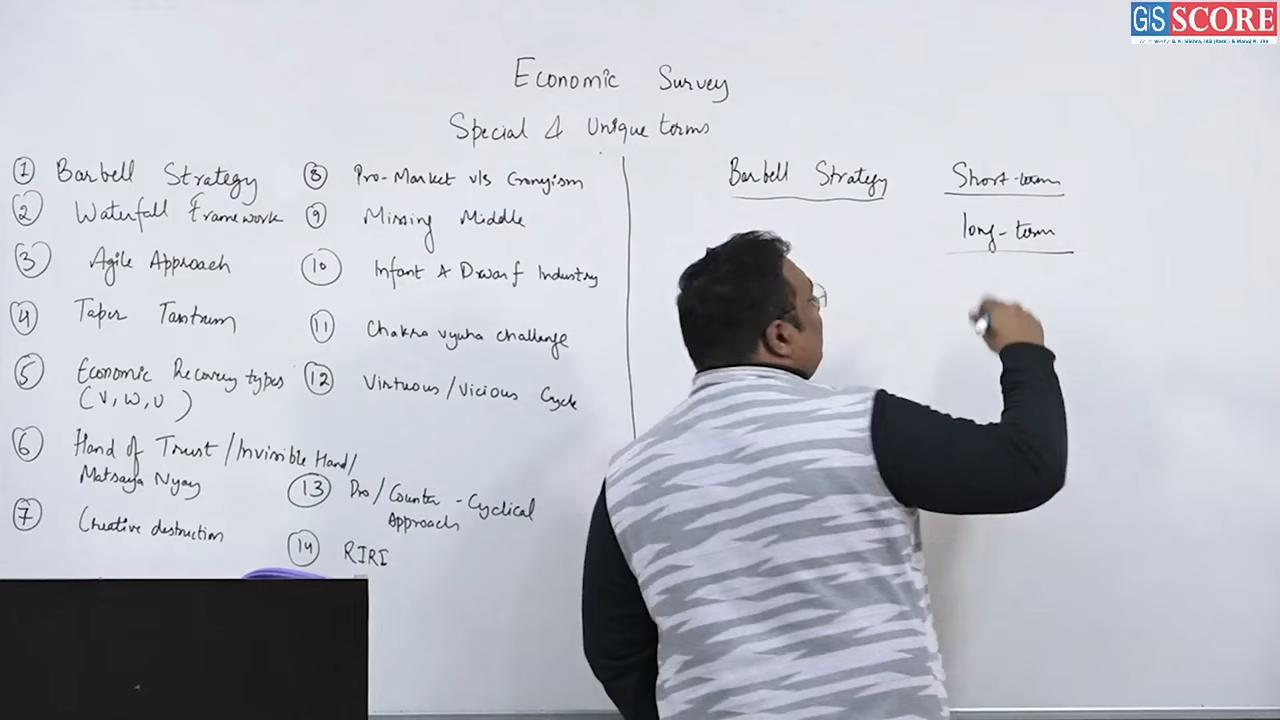 GS SCORE
Economic Survey
Special & Unique terms
① Barbell Strategy
② Waterfall Framework
③ Agile Approach
④ Taper Tantrum
⑤ Economic Recovery types
(V, W, U)
⑥ Hand of Trust / Invisible Hand/
Matsaya Nyay
⑦ Creative destruction
⑧ Pro-Market v/s Cronyism
⑨ Missing Middle
⑩ Infant & Dwarf Industry
⑪ Chakra vyuha challenge
⑫ Virtuous / Vicious Cycle
⑬ Pro/Counter-Cyclical
Approach
⑭ RIRI
Barbell Strategy
Short-term
long-term